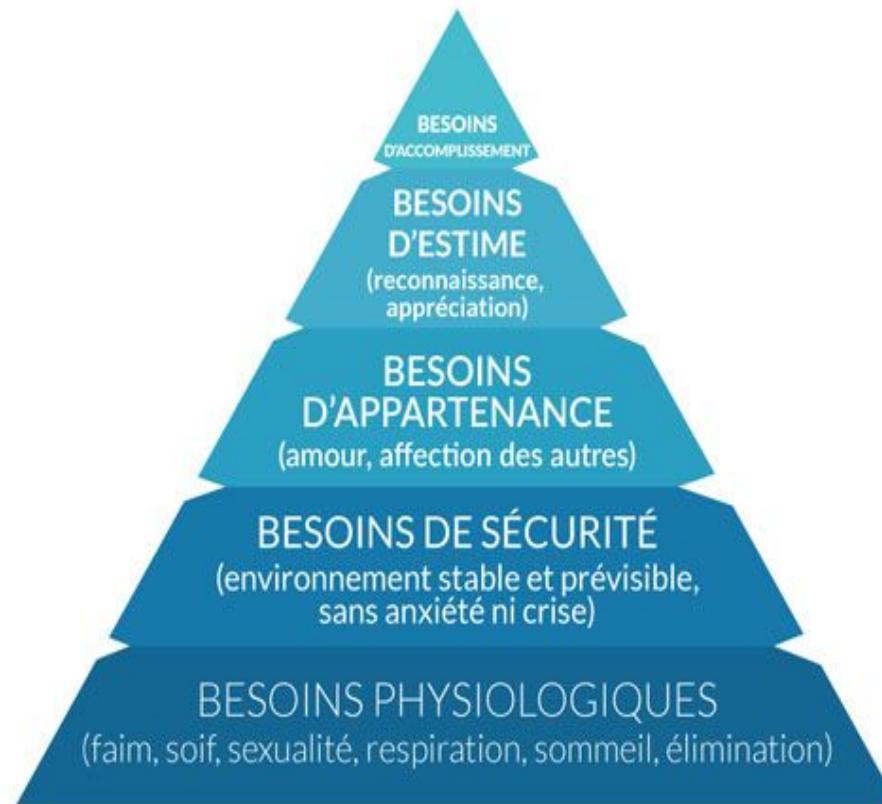 BESOINS
D'ACCOMPLISSEMENT
BESOINS
D'ESTIME
(reconnaissance,
appréciation)
BESOINS
D'APPARTENANCE
(amour, affection des autres)
BESOINS DE SÉCURITÉ
(environnement stable et prévisible,
sans anxiété ni crise)
BESOINS PHYSIOLOGIQUES
(faim, soif, sexualité, respiration, sommeil, élimination)